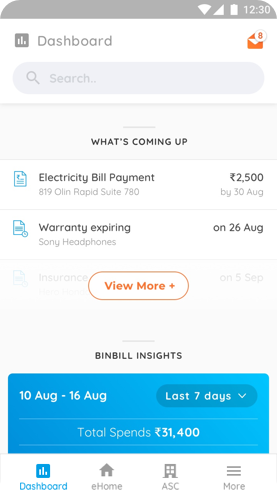 12:30
Dashboard
8
Search..
WHAT'S COMING UP
Electricity Bill Payment
₹2,500
819 Olin Rapid Suite 780
by 30 Aug
Warranty expiring
on 26 Aug
Sony Headphones
Insurance
on 5 Sep
View More +
BINBILL INSIGHTS
10 Aug - 16 Aug
Last 7 days
Total Spends ₹31,400
Dashboard
eHome
ASC
More